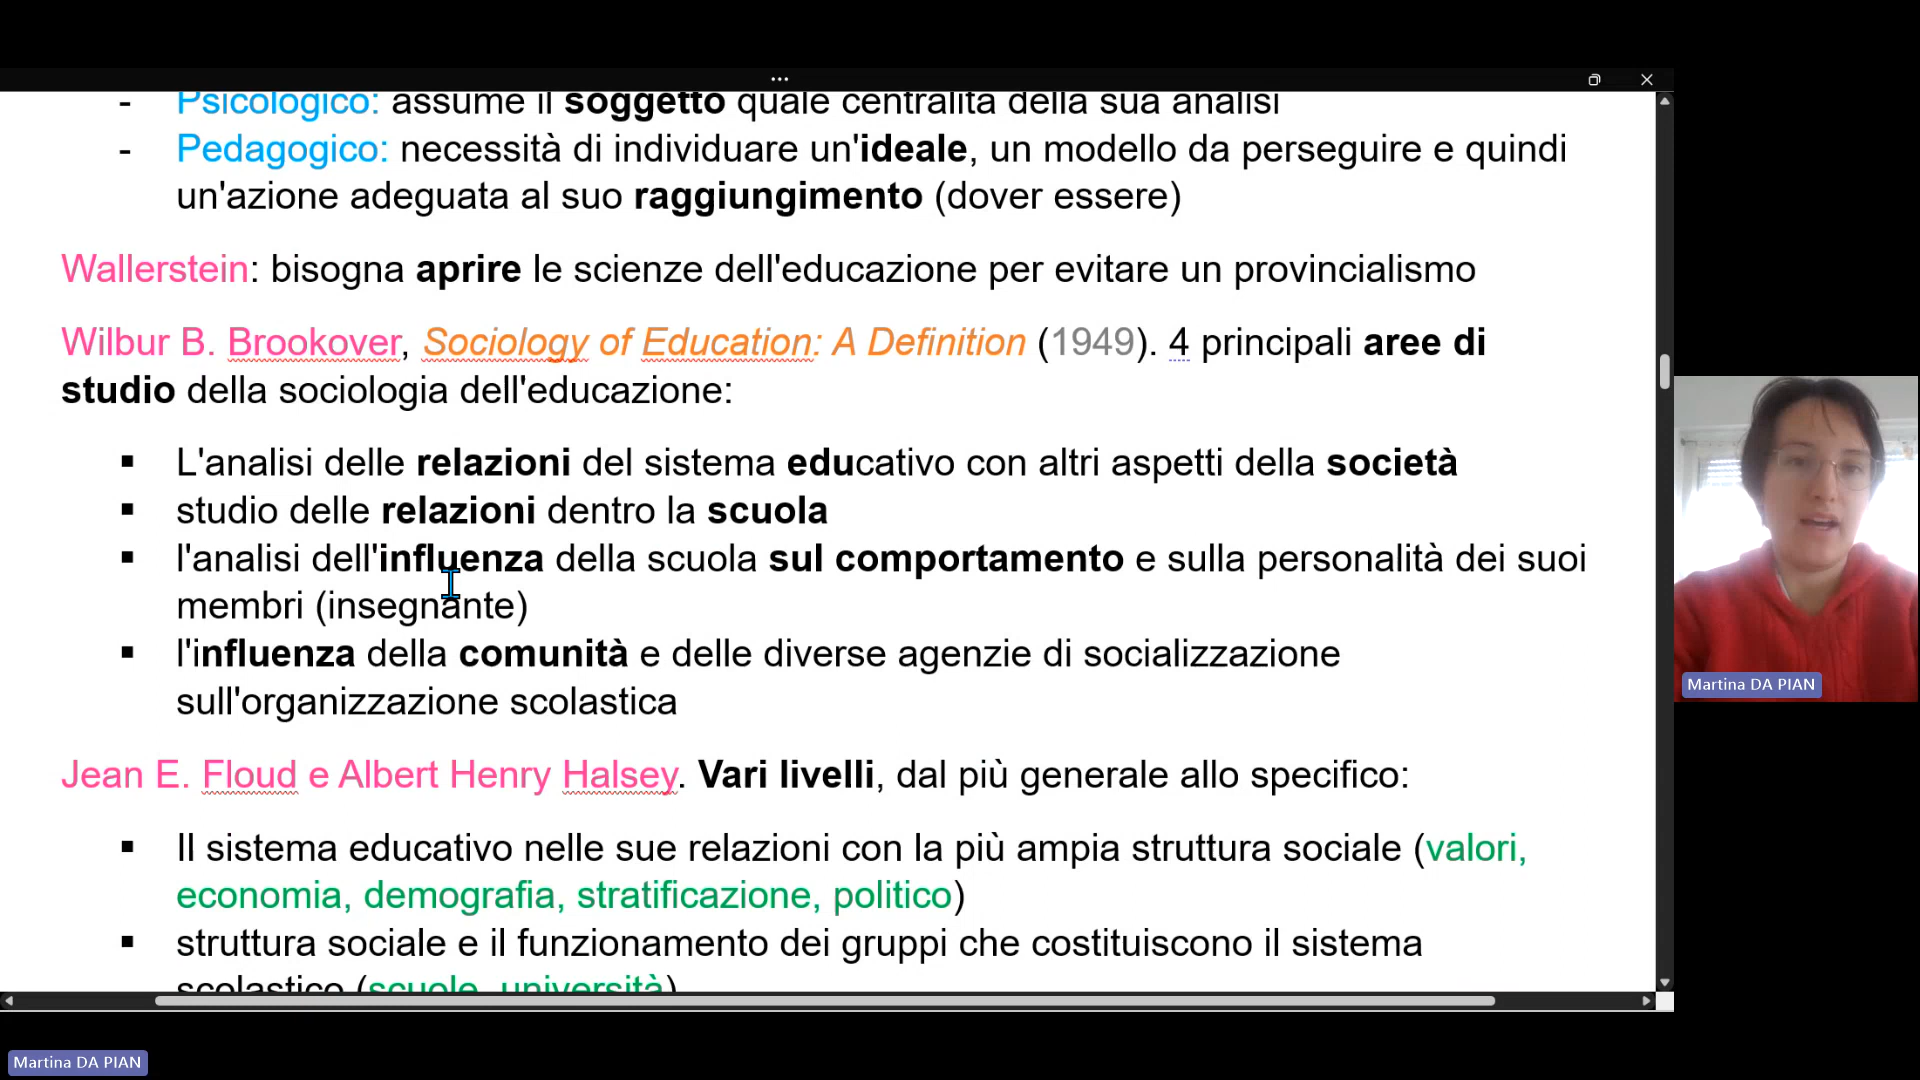 - Psicologico: assume il soggetto quale centralità della sua analisi
- Pedagogico: necessità di individuare un'ideale, un modello da perseguire e quindi
un'azione adeguata al suo raggiungimento (dover essere)
Wallerstein: bisogna aprire le scienze dell'educazione per evitare un provincialismo
Wilbur B. Brookover, Sociology of Education: A Definition (1949). 4 principali aree di
studio della sociologia dell'educazione:
▪ L'analisi delle relazioni del sistema educativo con altri aspetti della società
▪ studio delle relazioni dentro la scuola
▪ l'analisi dell'influenza della scuola sul comportamento e sulla personalità dei suoi
membri (insegnante)
▪ l'influenza della comunità e delle diverse agenzie di socializzazione
sull'organizzazione scolastica
Jean E. Floud e Albert Henry Halsey. Vari livelli, dal più generale allo specifico:
▪ Il sistema educativo nelle sue relazioni con la più ampia struttura sociale (valori,
economia, demografia, stratificazione, politico)
▪ struttura sociale e il funzionamento dei gruppi che costituiscono il sistema
scolastico (scuole, università)
Martina DA PIAN
Martina DA PIAN